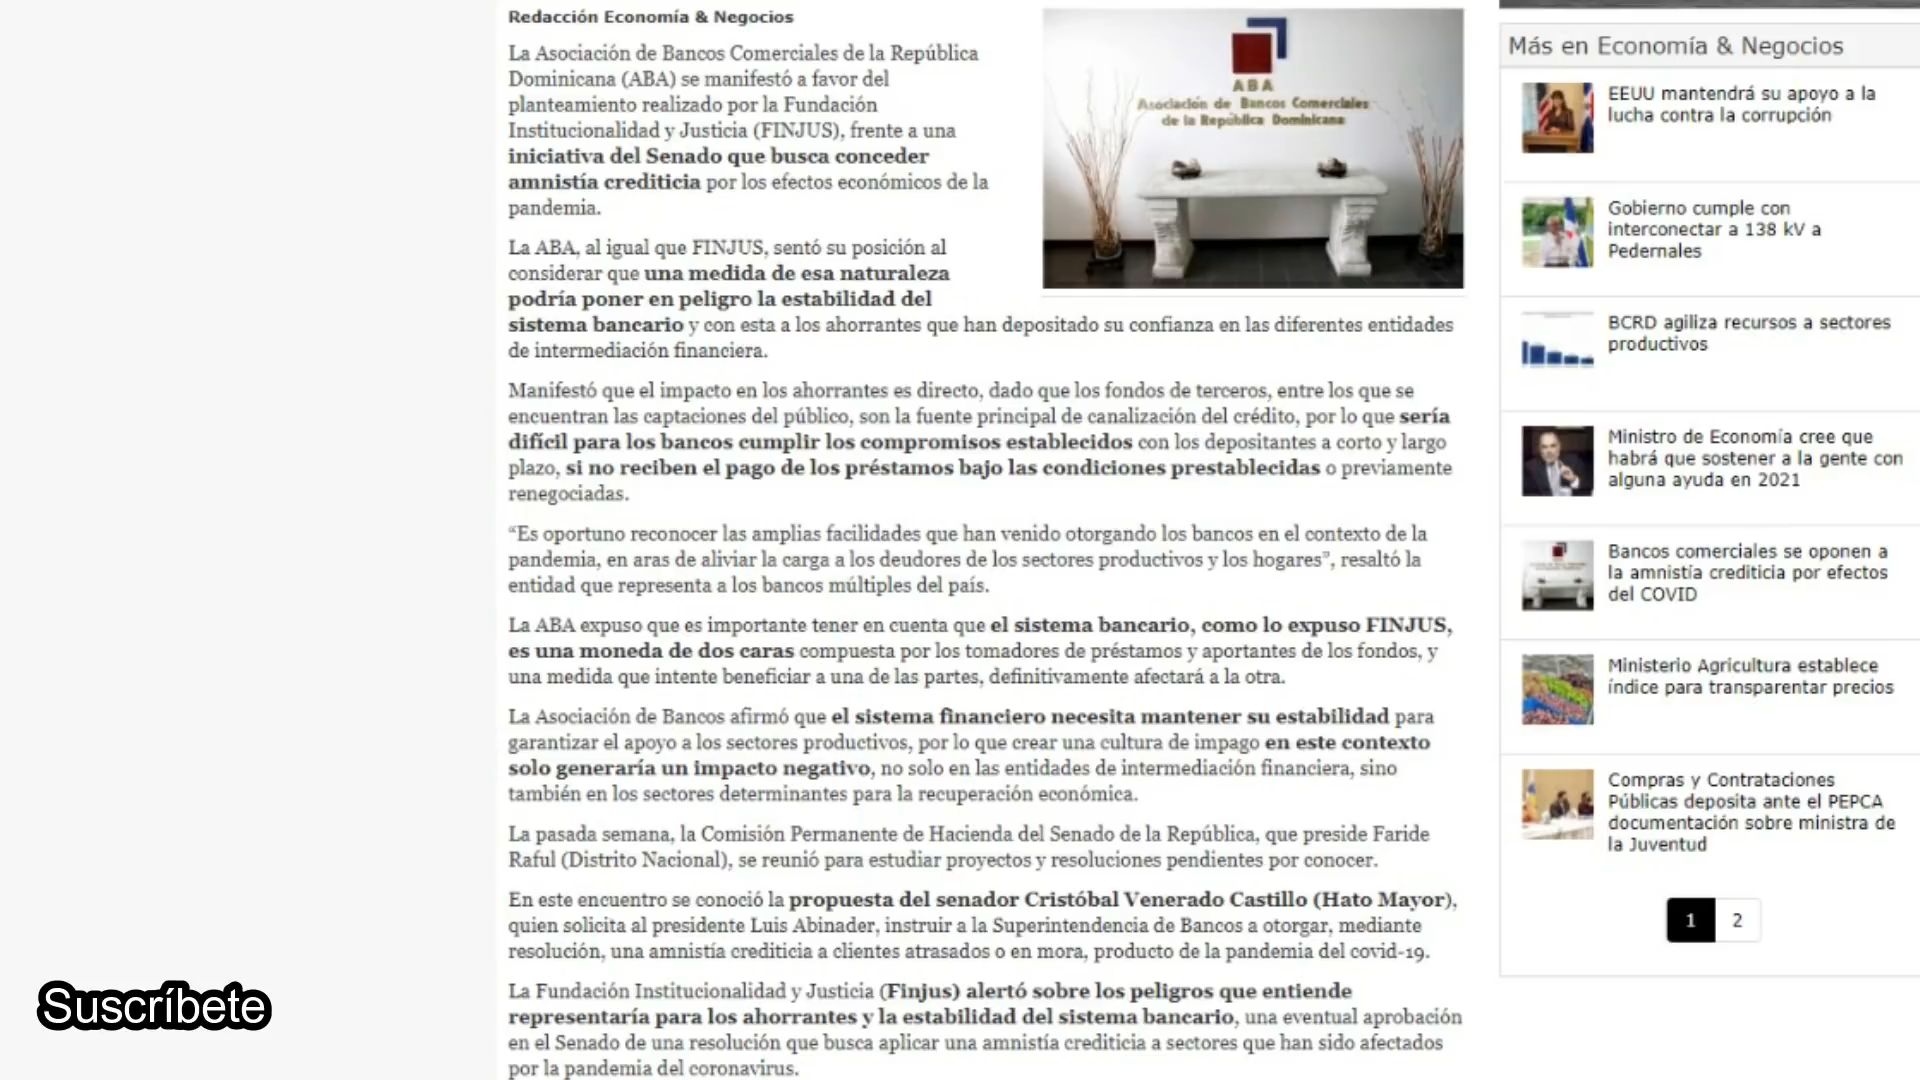 Redacción Economía & Negocios
La Asociación de Bancos Comerciales de la República
Dominicana (ABA) se manifestó a favor del
planteamiento realizado por la Fundación
Institucionalidad y Justicia (FINJUS), frente a una
iniciativa del Senado que busca conceder
amnistía crediticia por los efectos económicos de la
pandemia.
La ABA, al igual que FINJUS, sentó su posición al
considerar que una medida de esa naturaleza
podría poner en peligro la estabilidad del
sistema bancario y con esta a los ahorrantes que han depositado su confianza en las diferentes entidades
de intermediación financiera.
Manifestó que el impacto en los ahorrantes es directo, dado que los fondos de terceros, entre los que se
encuentran las captaciones del público, son la fuente principal de canalización del crédito, por lo que sería
difícil para los bancos cumplir los compromisos establecidos con los depositantes a corto y largo
plazo, si no reciben el pago de los préstamos bajo las condiciones prestablecidas o previamente
renegociadas.
“Es oportuno reconocer las amplias facilidades que han venido otorgando los bancos en el contexto de la
pandemia, en aras de aliviar la carga a los deudores de los sectores productivos y los hogares”, resaltó la
entidad que representa a los bancos múltiples del país.
La ABA expuso que es importante tener en cuenta que el sistema bancario, como lo expuso FINJUS,
es una moneda de dos caras compuesta por los tomadores de préstamos y aportantes de los fondos, y
una medida que intente beneficiar a una de las partes, definitivamente afectará a la otra.
La Asociación de Bancos afirmó que el sistema financiero necesita mantener su estabilidad para
garantizar el apoyo a los sectores productivos, por lo que crear una cultura de impago en este contexto
solo generaría un impacto negativo, no solo en las entidades de intermediación financiera, sino
también en los sectores determinantes para la recuperación económica.
La pasada semana, la Comisión Permanente de Hacienda del Senado de la República, que preside Faride
Raful (Distrito Nacional), se reunió para estudiar proyectos y resoluciones pendientes por conocer.
En este encuentro se conoció la propuesta del senador Cristóbal Venerado Castillo (Hato Mayor),
quien solicita al presidente Luis Abinader, instruir a la Superintendencia de Bancos a otorgar, mediante
resolución, una amnistía crediticia a clientes atrasados o en mora, producto de la pandemia del covid-19.
La Fundación Institucionalidad y Justicia (Finjus) alertó sobre los peligros que entiende
representaría para los ahorrantes y la estabilidad del sistema bancario, una eventual aprobación
en el Senado de una resolución que busca aplicar una amnistía crediticia a sectores que han sido afectados
por la pandemia del coronavirus.
ABA
Asociación de Bancos Comerciales
de la República Dominicana
Más en Economía & Negocios
EEUU mantendrá su apoyo a la
lucha contra la corrupción
Gobierno cumple con
interconectar a 138 kV a
Pedernales
BCRD agiliza recursos a sectores
productivos
Ministro de Economía cree que
habrá que sostener a la gente con
alguna ayuda en 2021
Bancos comerciales se oponen a
la amnistía crediticia por efectos
del COVID
Ministerio Agricultura establece
índice para transparentar precios
Compras y Contrataciones
Públicas deposita ante el PEPCA
documentación sobre ministra de
la Juventud
1 2
Suscríbete